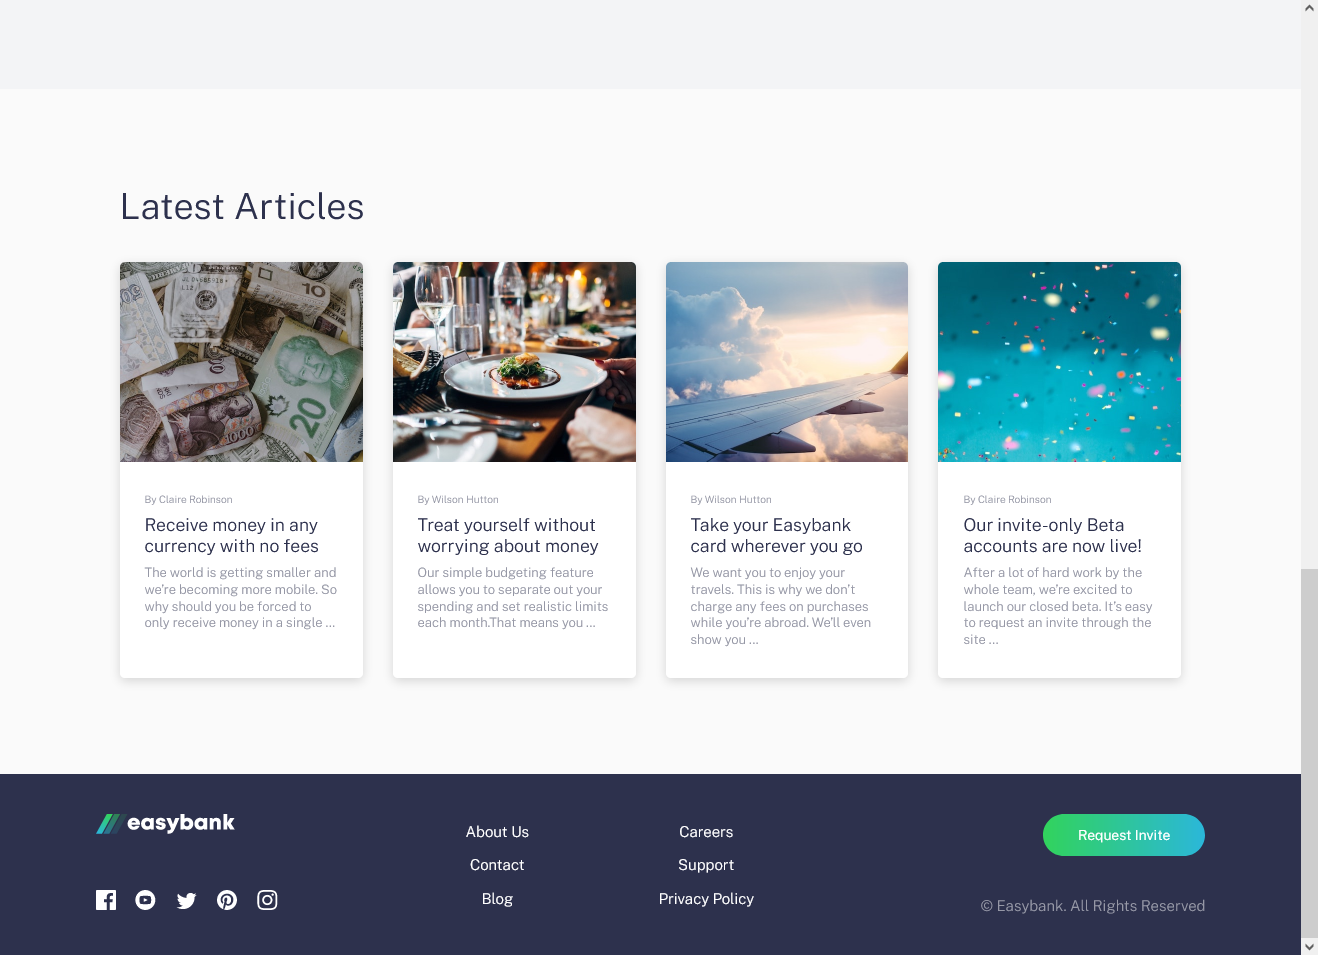 Latest Articles
10
20
1000
By Claire Robinson
Receive money in any
currency with no fees
The world is getting smaller and
we’re becoming more mobile. So
why should you be forced to
only receive money in a single ...
By Wilson Hutton
Treat yourself without
worrying about money
Our simple budgeting feature
allows you to separate out your
spending and set realistic limits
each month.That means you ...
By Wilson Hutton
Take your Easybank
card wherever you go
We want you to enjoy your
travels. This is why we don’t
charge any fees on purchases
while you’re abroad. We’ll even
show you ...
By Claire Robinson
Our invite-only Beta
accounts are now live!
After a lot of hard work by the
whole team, we’re excited to
launch our closed beta. It’s easy
to request an invite through the
site ...
easybank
About Us
Contact
Blog
Careers
Support
Privacy Policy
Request Invite
© Easybank. All Rights Reserved